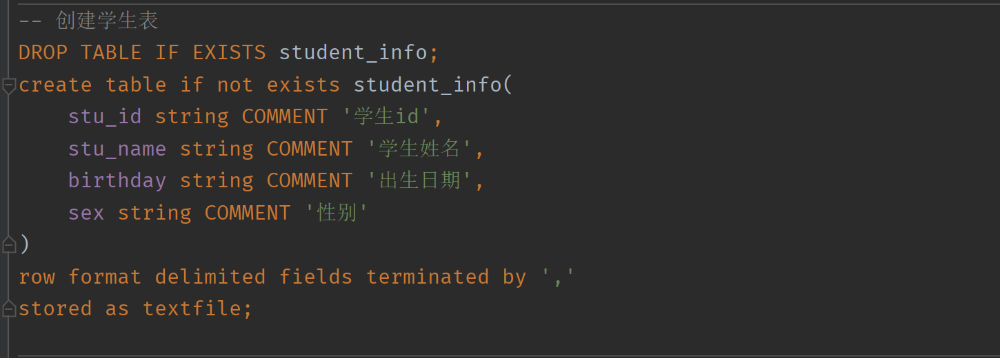 -- 创建学生表
DROP TABLE IF EXISTS student_info;
create table if not exists student_info(
    stu_id string COMMENT '学生id',
    stu_name string COMMENT '学生姓名',
    birthday string COMMENT '出生日期',
    sex string COMMENT '性别'
)
row format delimited fields terminated by ','
stored as textfile;